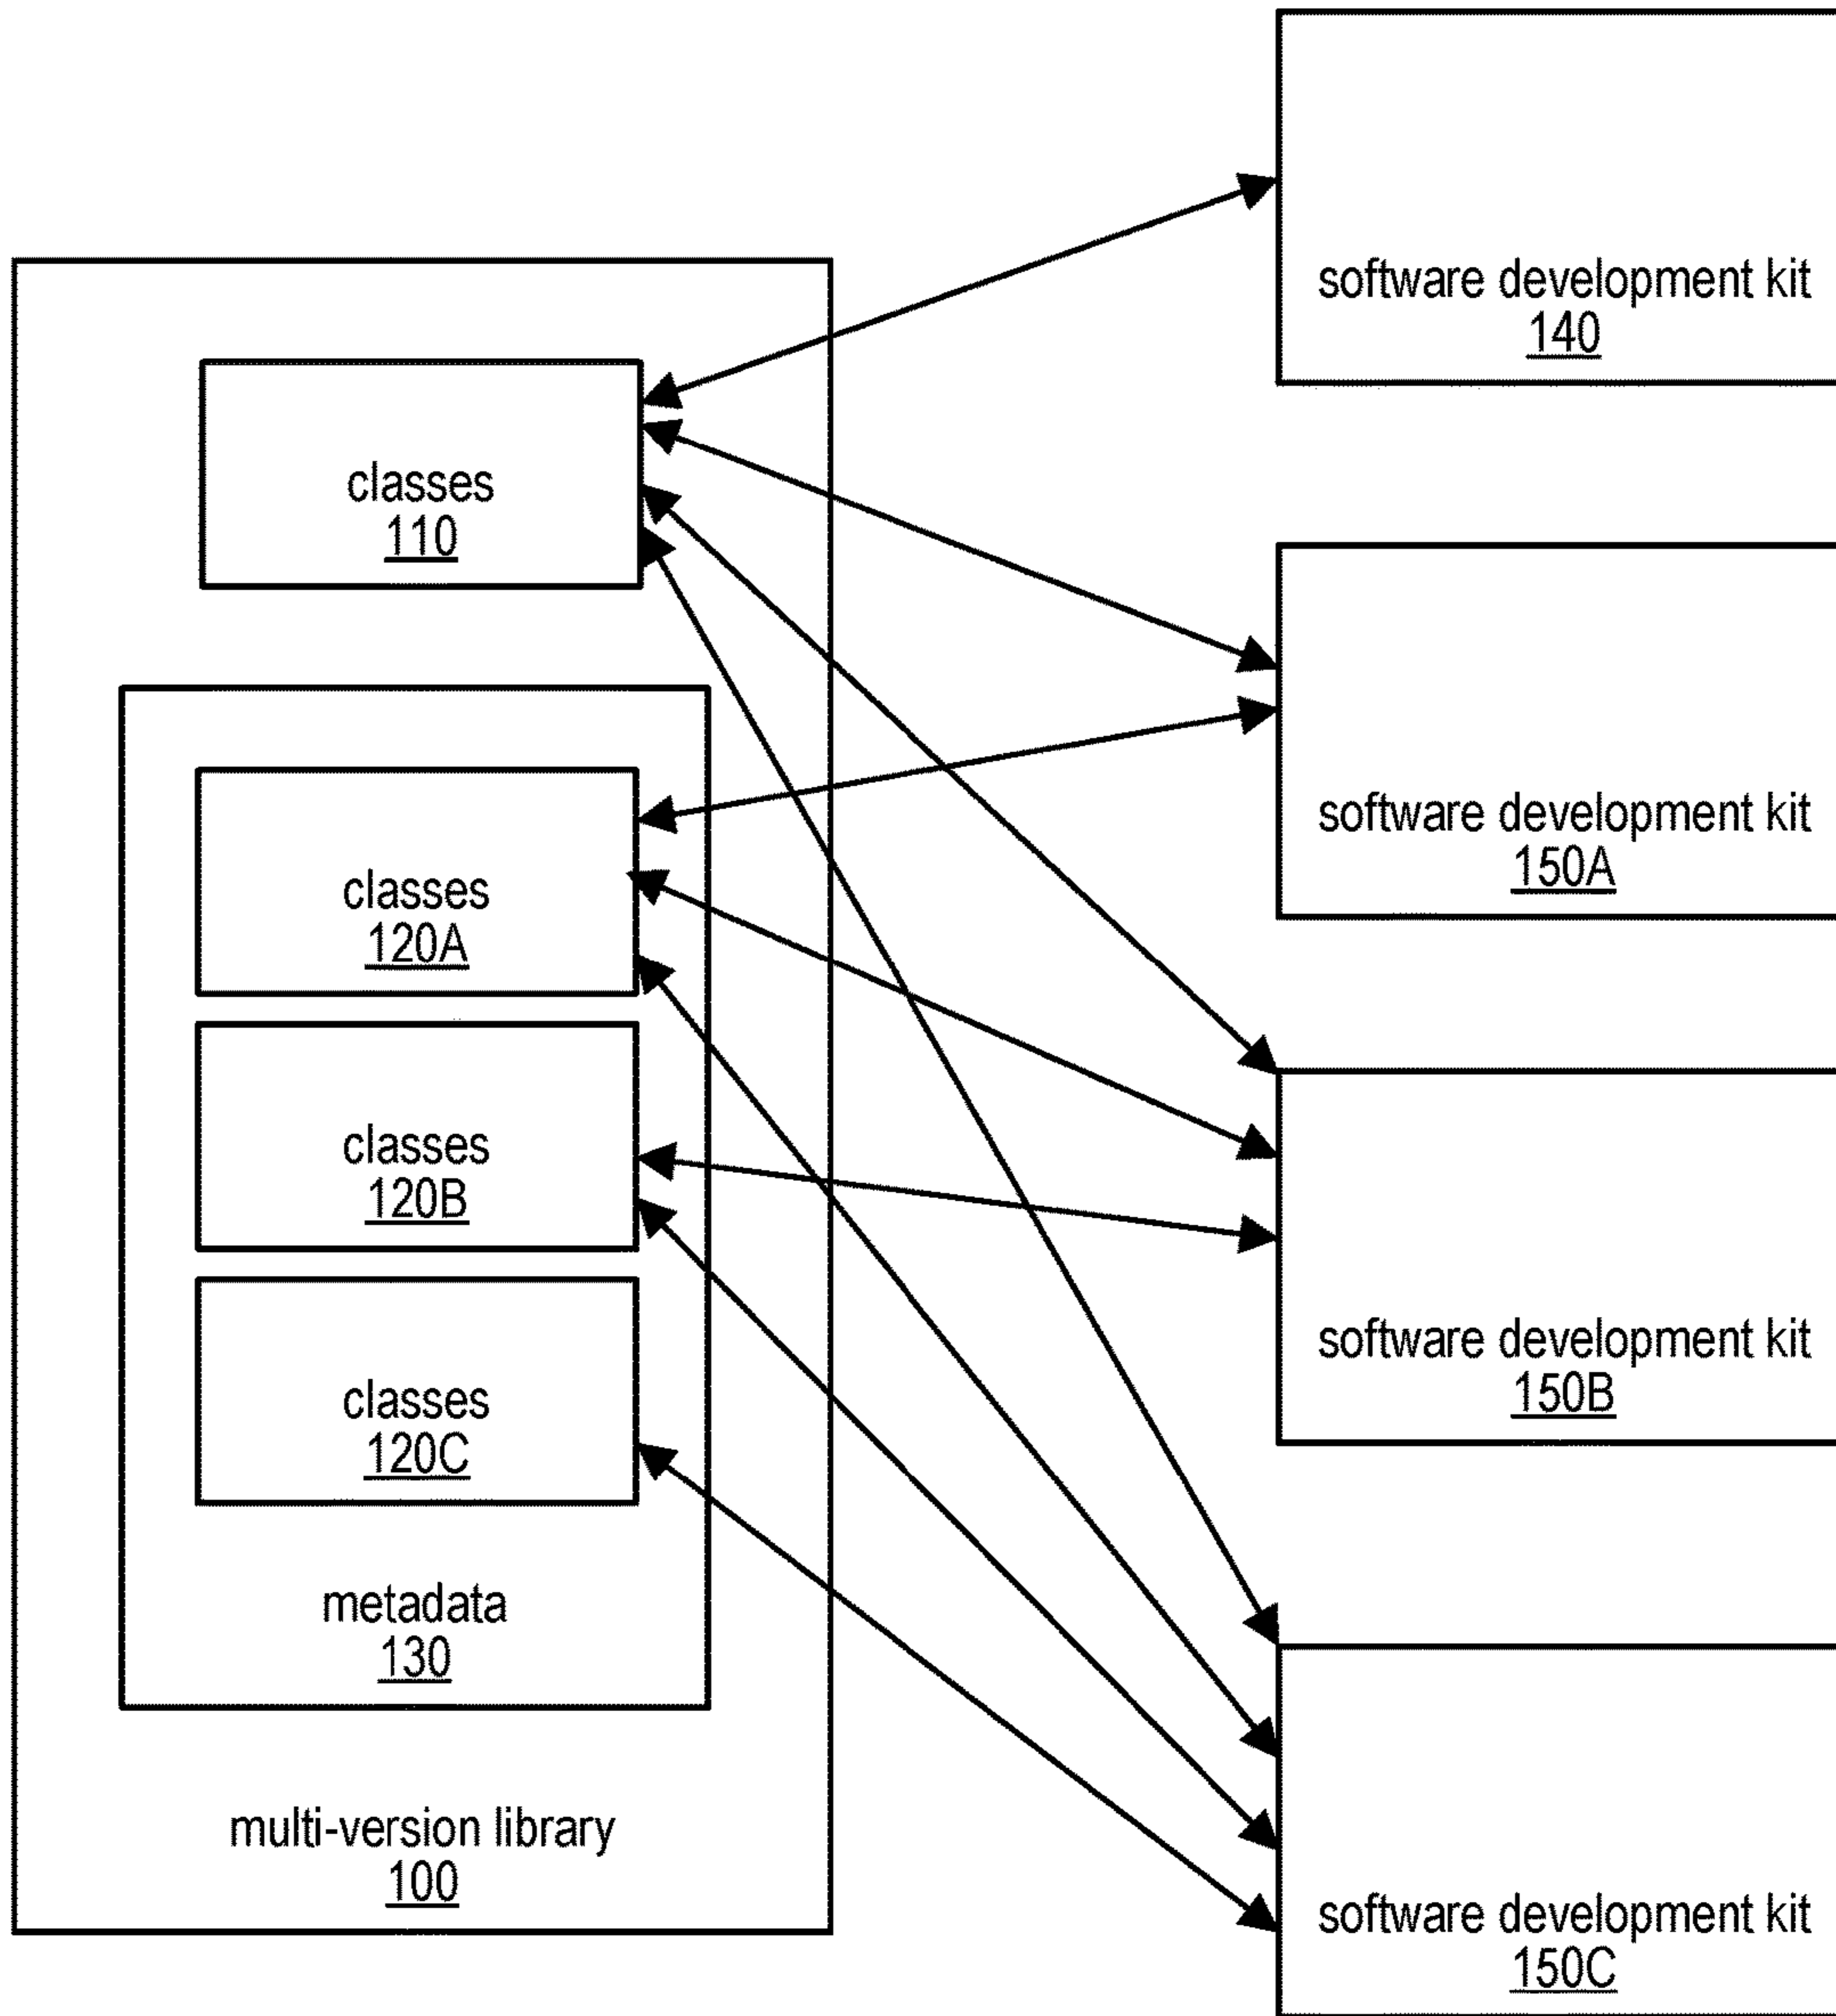 classes
110
classes
120A
classes
120B
classes
120C
metadata
130
multi-version library
100
software development kit
140
software development kit
150A
software development kit
150B
software development kit
150C